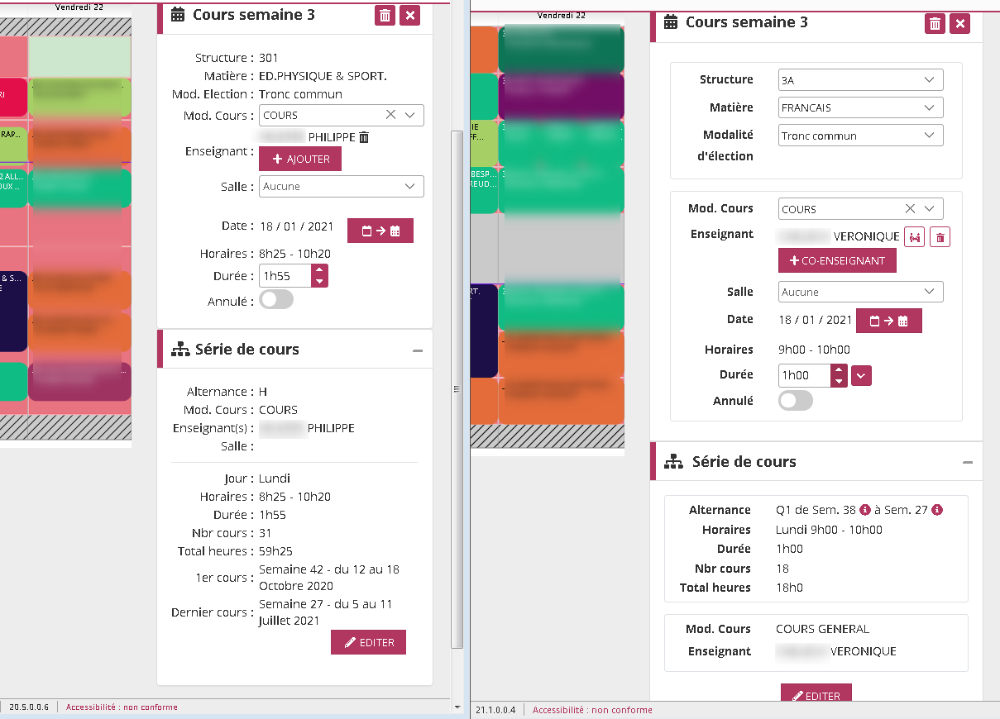 Vendredi 22
RI
RAP...
2 ALL...
OUX ...
& S...
E
Cours semaine 3
Structure : 301
Matière : ED.PHYSIQUE & SPORT.
Mod. Election : Tronc commun
Mod. Cours : COURS
PHILIPPE
Enseignant :
+ AJOUTER
Salle : Aucune
Date : 18 / 01 / 2021
Horaires : 8h25 - 10h20
Durée : 1h55
Annulé :
Série de cours
Alternance : H
Mod. Cours : COURS
Enseignant(s) : PHILIPPE
Salle :
Jour : Lundi
Horaires : 8h25 - 10h20
Durée : 1h55
Nbr cours : 31
Total heures : 59h25
1er cours : Semaine 42 - du 12 au 18
Octobre 2020
Dernier cours : Semaine 27 - du 5 au 11
Juillet 2021
EDITER
20.5.0.0.6 Accessibilité : non conforme
Vendredi 22
IE
FF...
BESP...
REUD...
RT.
Cours semaine 3
Structure 3A
Matière FRANCAIS
Modalité Tronc commun
d'élection
Mod. Cours COURS
Enseignant VERONIQUE
+ CO-ENSEIGNANT
Salle Aucune
Date 18 / 01 / 2021
Horaires 9h00 - 10h00
Durée 1h00
Annulé
Série de cours
Alternance Q1 de Sem. 38 à Sem. 27
Horaires Lundi 9h00 - 10h00
Durée 1h00
Nbr cours 18
Total heures 18h0
Mod. Cours COURS GENERAL
Enseignant VERONIQUE
EDITER
21.1.0.0.4 Accessibilité : non conforme